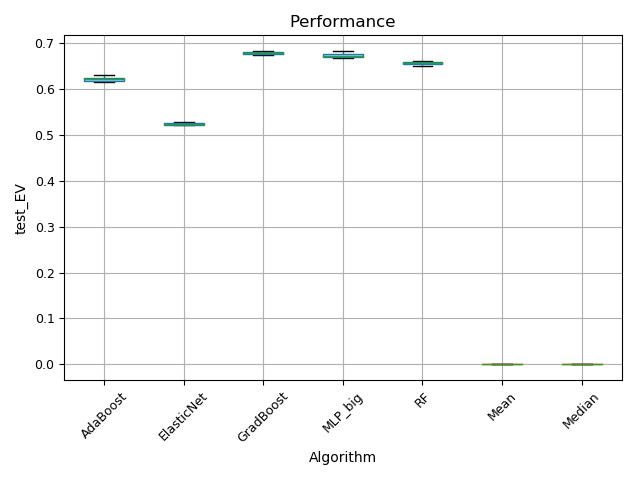 Performance
0.7
0.6
0.5
0.4
0.3
0.2
0.1
0.0
test_EV
AdaBoost
ElasticNet
GradBoost
MLP_big
RF
Mean
Median
Algorithm